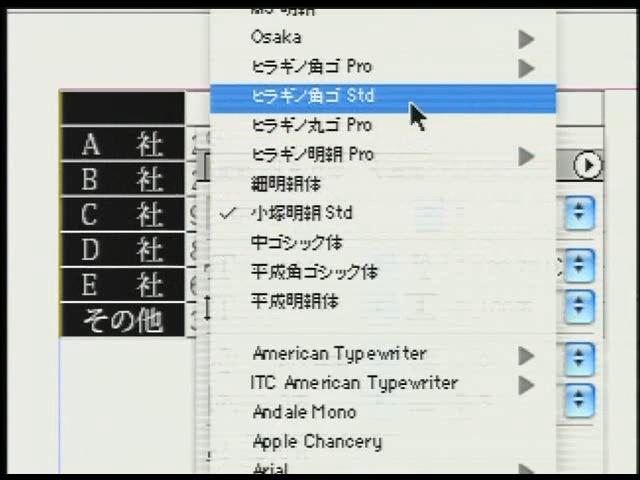 Osaka
ヒラギノ角ゴ Pro
ヒラギノ角ゴ Std
ヒラギノ丸ゴ Pro
ヒラギノ明朝 Pro
細明朝体
小塚明朝 Std
中ゴシック体
平成角ゴシック体
平成明朝体
American Typewriter
ITC American Typewriter
Andale Mono
Apple Chancery
Arial
A 社
B 社
C 社
D 社
E 社
その他